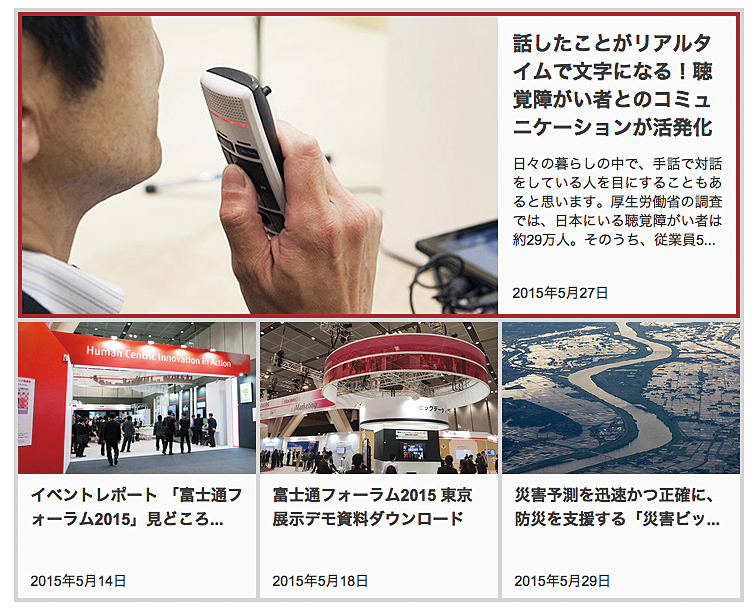 話したことがリアルタ
イムで文字になる！聴
覚障がい者とのコミュ
ニケーションが活発化
日々の暮らしの中で、手話で対話
をしている人を目にすることもあ
ると思います。厚生労働省の調査
では、日本にいる聴覚障がい者は
約29万人。そのうち、従業員5...
2015年5月27日
Human Centric Innovation in Action
イベントレポート 「富士通フ
ォーラム2015」見どころ...
2015年5月14日
Marketing
ビッグデータ
富士通フォーラム2015 東京
展示デモ資料ダウンロード
2015年5月18日
災害予測を迅速かつ正確に、
防災を支援する「災害ビッ...
2015年5月29日